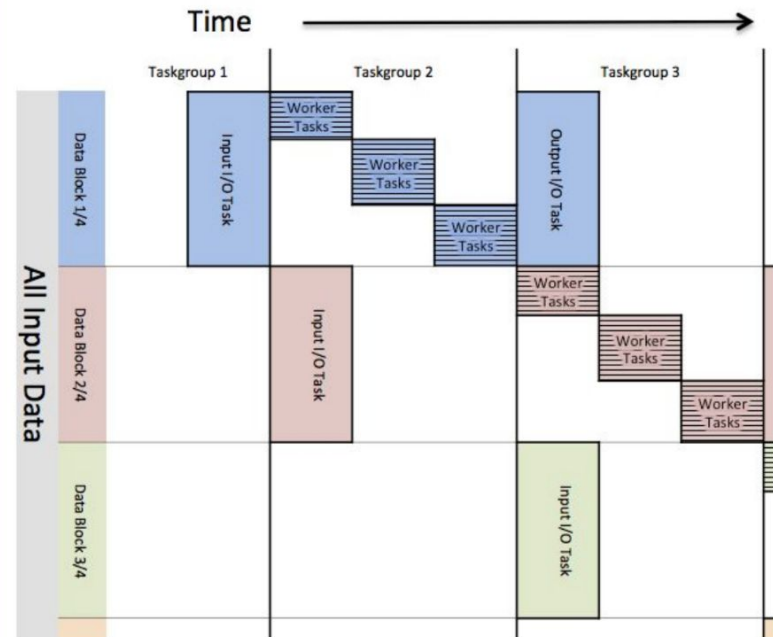 Time
Taskgroup 1
Taskgroup 2
Taskgroup 3
All Input Data
Data Block 1/4
Input I/O Task
Worker
Tasks
Worker
Tasks
Worker
Tasks
Output I/O Task
Data Block 2/4
Input I/O Task
Worker
Tasks
Worker
Tasks
Worker
Tasks
Data Block 3/4
Input I/O Task